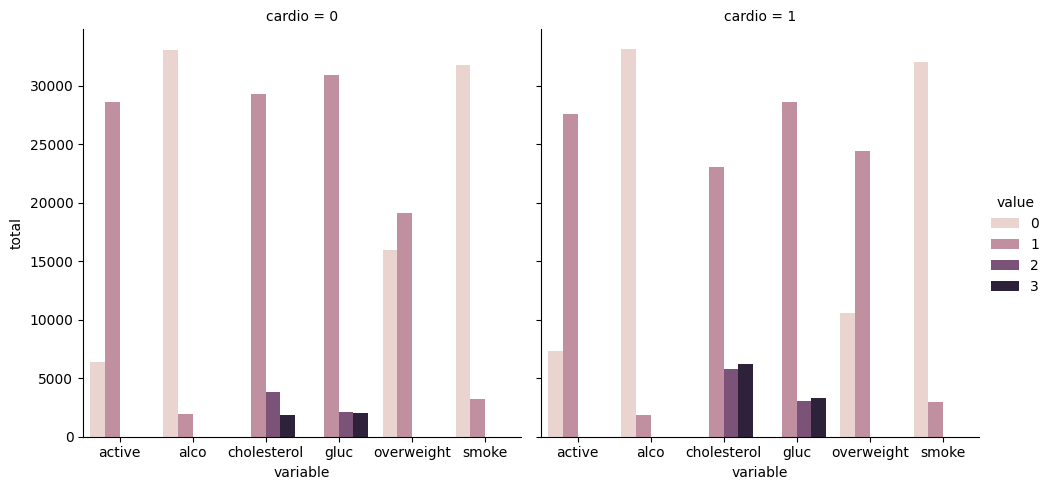 cardio = 0
cardio = 1
total
30000
25000
20000
15000
10000
5000
0
active alco cholesterol gluc overweight smoke
variable
active alco cholesterol gluc overweight smoke
variable
value
0
1
2
3